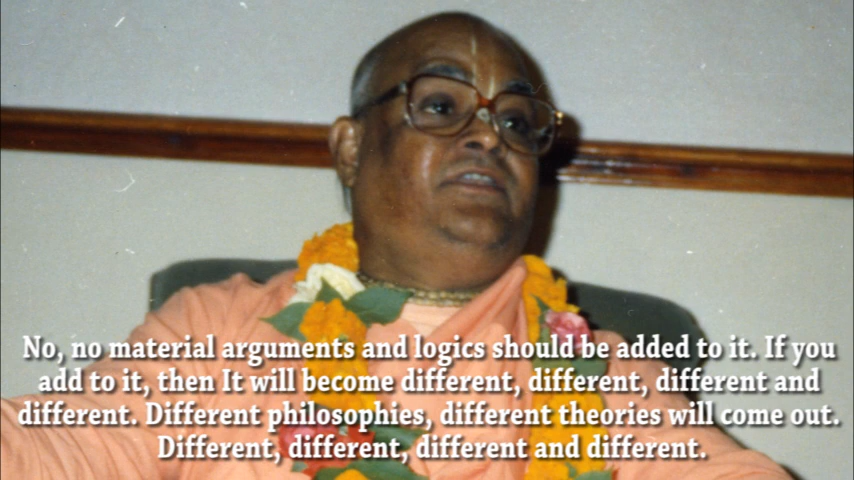 No, no material arguments and logics should be added to it. If you
add to it, then It will become different, different, different and
different. Different philosophies, different theories will come out.
Different, different, different and different.